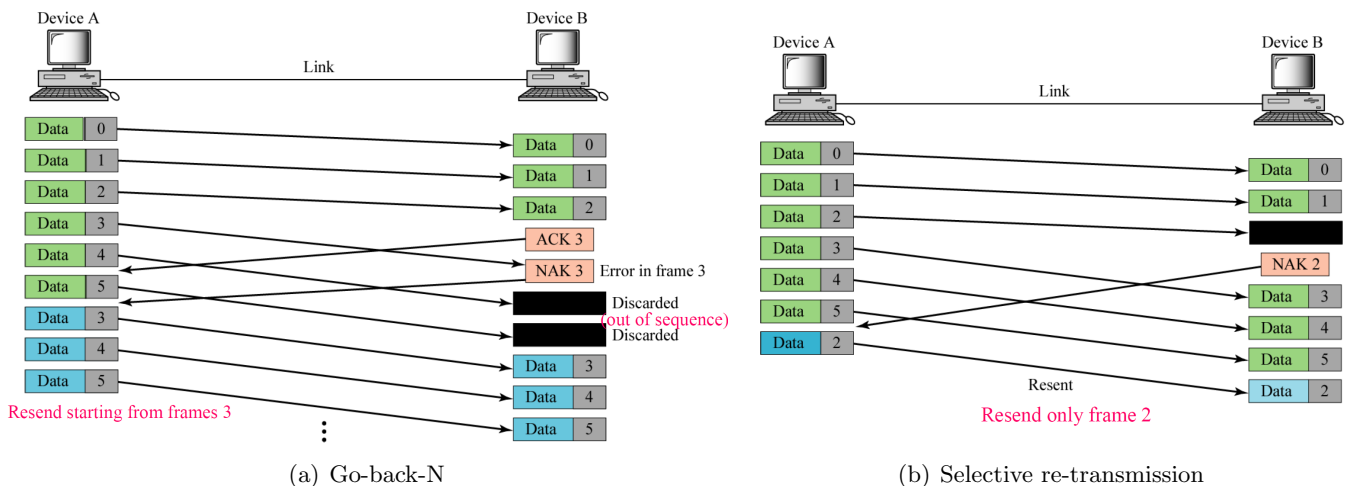 Device A
Device B
Link
Data 0
Data 1
Data 2
Data 3
Data 4
Data 5
Data 3
Data 4
Data 5
Resend starting from frames 3
Data 0
Data 1
Data 2
ACK 3
NAK 3 Error in frame 3
Discarded
(out of sequence)
Discarded
Data 3
Data 4
Data 5
(a) Go-back-N
Device A
Device B
Link
Data 0
Data 1
Data 2
Data 3
Data 4
Data 5
Data 2
Data 0
Data 1
NAK 2
Data 3
Data 4
Data 5
Data 2
Resent
Resend only frame 2
(b) Selective re-transmission